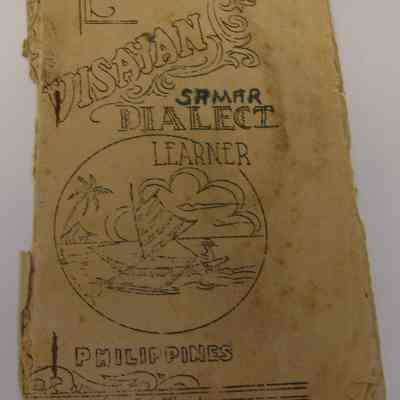 VISAYAN
SAMAR
DIALECT
LEARNER
PHILIPPINES